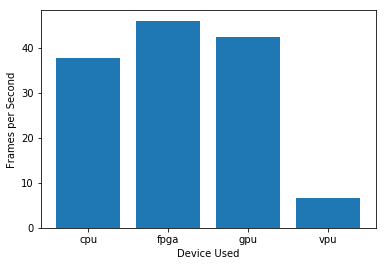 Frames per Second
40
30
20
10
0
cpu fpga gpu vpu
Device Used